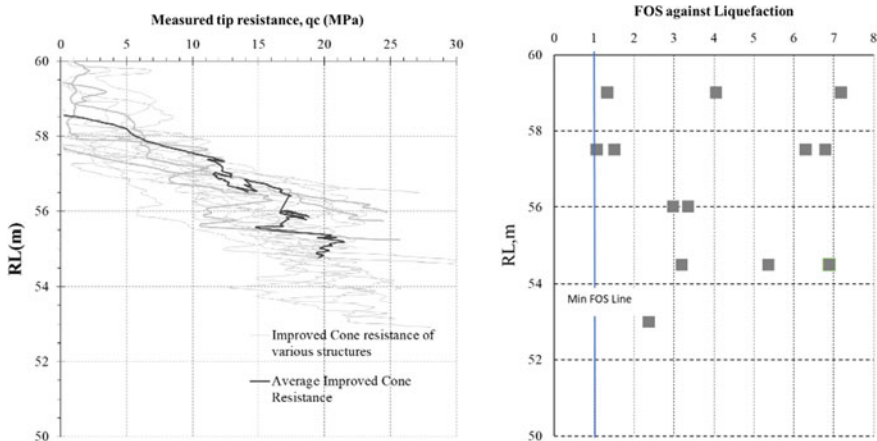 Measured tip resistance, qc (MPa)
0 5 10 15 20 25 30
60
58
56
54
52
50
RL(m)
Improved Cone resistance of
various structures
Average Improved Cone
Resistance
FOS against Liquefaction
0 1 2 3 4 5 6 7 8
60
58
56
54
52
50
RL,m
Min FOS Line